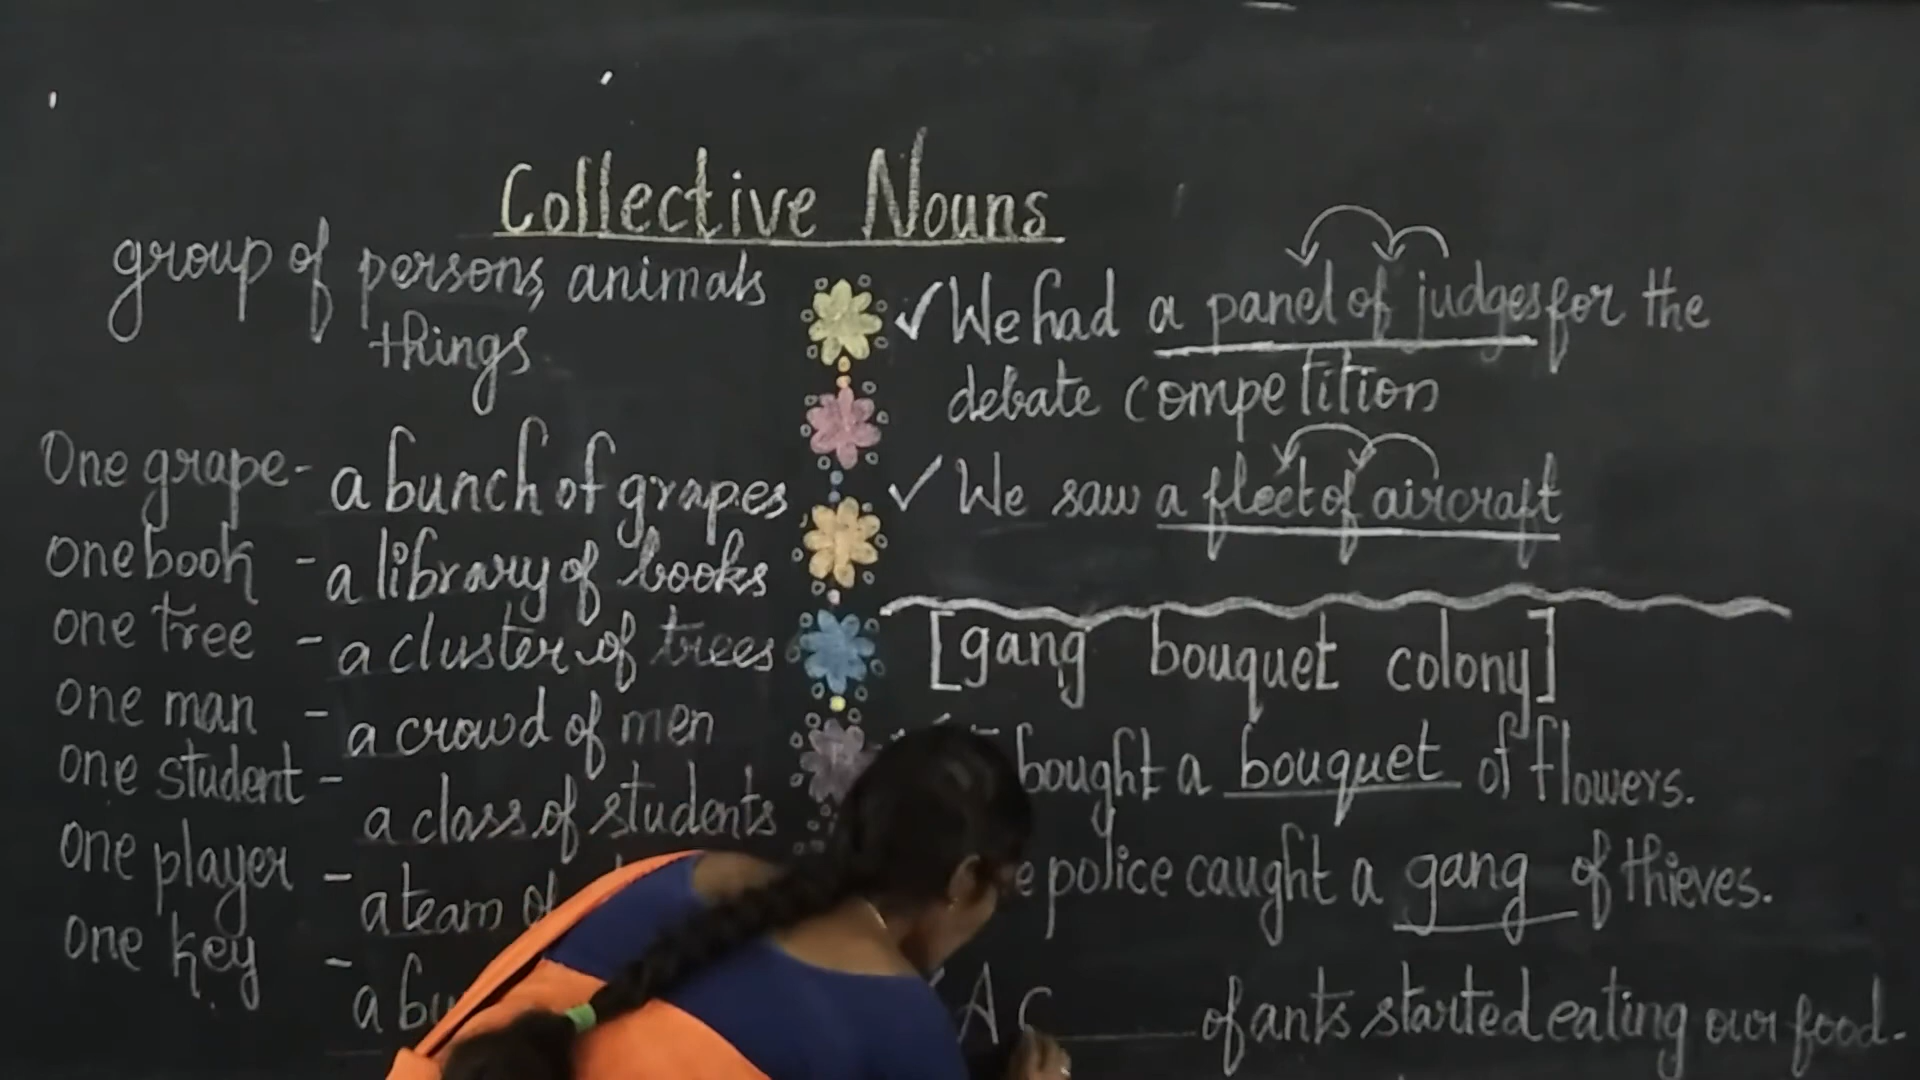 Collective Nouns
group of persons, animals
things
One grape - a bunch of grapes
one book - a library of books
one tree - a cluster of trees
one man - a crowd of men
one student - a class of students
one player - a team of
one key - a bu
✓ We had a panel of judges for the
debate competition
✓ We saw a fleet of aircraft
[gang bouquet colony]
bought a bouquet of flowers.
e police caught a gang of thieves.
A c of ants started eating our food.